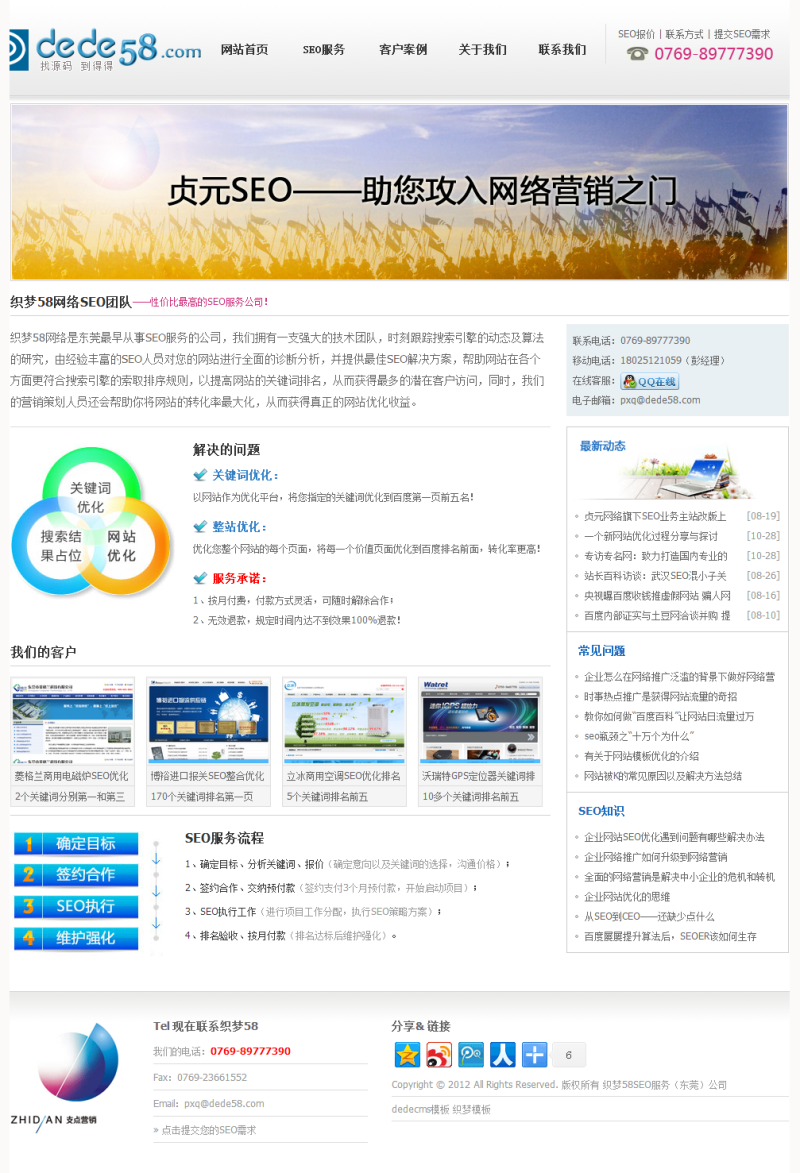 dede58.com
找源码 到得得
网站首页 SEO服务 客户案例 关于我们 联系我们
SEO报价 | 联系方式 | 提交SEO需求
0769-89777390
贞元SEO——助您攻入网络营销之门
织梦58网络SEO团队——性价比最高的SEO服务公司!
织梦58网络是东莞最早从事SEO服务的公司，我们拥有一支强大的技术团队，时刻跟踪搜索引擎的动态及算法
的研究，由经验丰富的SEO人员对您的网站进行全面的诊断分析，并提供最佳SEO解决方案，帮助网站在各个
方面更符合搜索引擎的索取排序规则，以提高网站的关键词排名，从而获得最多的潜在客户访问，同时，我们
的营销策划人员还会帮助你将网站的转化率最大化，从而获得真正的网站优化收益。
联系电话：0769-89777390
移动电话：18025121059（彭经理）
在线客服：QQ在线
电子邮箱：pxq@dede58.com
关键词
优化
搜索结
果占位
网站
优化
解决的问题
关键词优化：
以网站作为优化平台，将您指定的关键词优化到百度第一页前五名!
整站优化：
优化您整个网站的每个页面，将每一个价值页面优化到百度排名前面，转化率更高!
服务承诺：
1、按月付费，付款方式灵活，可随时解除合作;
2、无效退款，规定时间内达不到效果100%退款!
最新动态
贞元网络旗下SEO业务主站改版上 [08-19]
一个新网站优化过程分享与探讨 [10-28]
专访专名网：致力打造国内专业的 [10-28]
站长百科访谈：武汉SEO混小子关 [08-26]
央视曝百度收钱推虚假网站 骗人网 [08-16]
百度内部证实与土豆网洽谈并购 提 [08-10]
常见问题
企业怎么在网络推广泛滥的背景下做好网络营
时事热点推广是获得网站流量的奇招
教你如何做“百度百科”让网站日流量过万
seo瓶颈之“十万个为什么”
有关于网站模板优化的介绍
网站被K的常见原因以及解决方法总结
SEO知识
企业网站SEO优化遇到问题有哪些解决办法
企业网络推广如何升级到网络营销
全面的网络营销是解决中小企业的危机和转机
企业网站优化的思维
从SEO到CEO——还缺少点什么
百度屡屡提升算法后，SEOER该如何生存
我们的客户
菱格兰商用电磁炉SEO优化
2个关键词分别第一和第三
博裕进口报关SEO整合优化
170个关键词排名第一页
立冰商用空调SEO优化排名
5个关键词排名前五
沃瑞特GPS定位器关键词排
10多个关键词排名前五
1 确定目标
2 签约合作
3 SEO执行
4 维护强化
SEO服务流程
1、确定目标、分析关键词、报价（确定意向以及关键词的选择，沟通价格）;
2、签约合作、交纳预付款（签约支付3个月预付款，开始启动项目）;
3、SEO执行工作（进行项目工作分配，执行SEO策略方案）;
4、排名验收、按月付款（排名达标后维护强化）。
ZHIDIAN 支点营销
Tel 现在联系织梦58
我们的电话：0769-89777390
Fax：0769-23661552
Email：pxq@dede58.com
» 点击提交您的SEO需求
分享& 链接
6
Copyright © 2012 All Rights Reserved. 版权所有 织梦58SEO服务（东莞）公司
dedecms模板 织梦模板